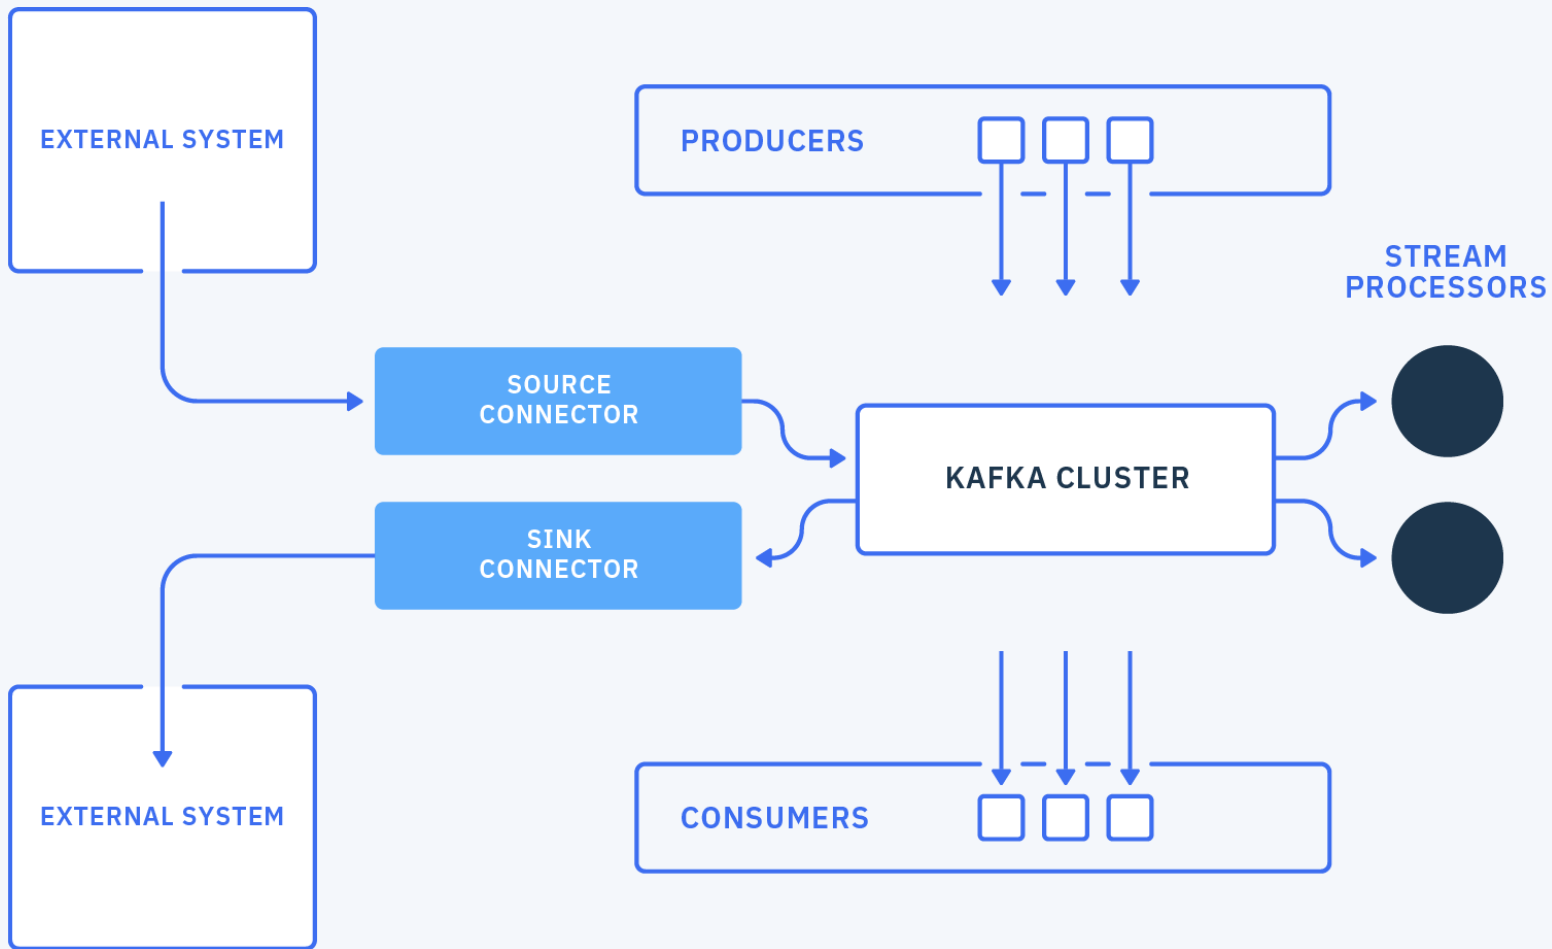 EXTERNAL SYSTEM
PRODUCERS
STREAM
PROCESSORS
SOURCE
CONNECTOR
KAFKA CLUSTER
SINK
CONNECTOR
EXTERNAL SYSTEM
CONSUMERS